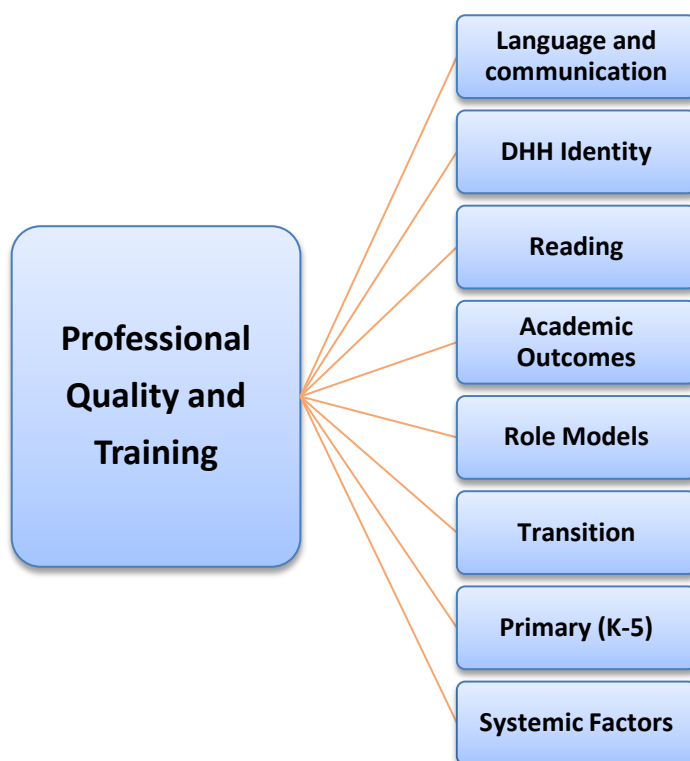 Professional
Quality and
Training
Language and
communication
DHH Identity
Reading
Academic
Outcomes
Role Models
Transition
Primary (K-5)
Systemic Factors